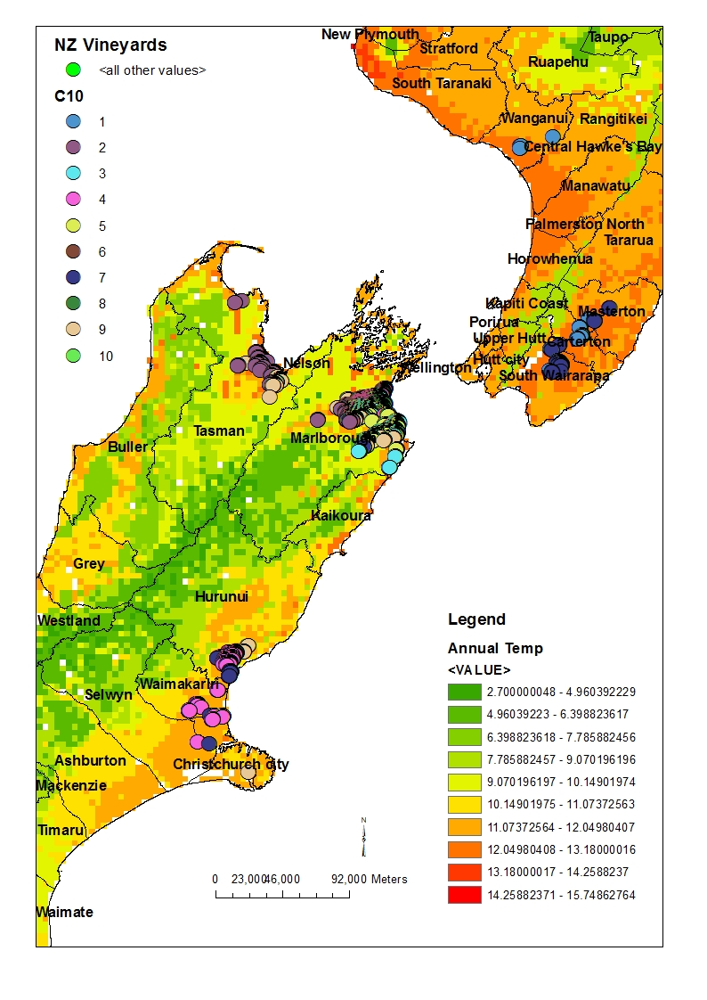 NZ Vineyards
<all other values>
C10
1
2
3
4
5
6
7
8
9
10
New Plymouth
Taupo
Stratford
Ruapehu
South Taranaki
Wanganui
Rangitikei
Central Hawke's Bay
Manawatu
Palmerston North
Tararua
Horowhenua
Kapiti Coast
Masterton
Porirua
Upper Hutt
Carterton
Hutt city
Wellington
South Wairarapa
Nelson
Tasman
Marlborough
Buller
Kaikoura
Grey
Hurunui
Westland
Waimakariri
Selwyn
Ashburton
Christchurch city
Mackenzie
Timaru
Waimate
N
0 23,000 46,000 92,000 Meters
Legend
Annual Temp
<VALUE>
2.700000048 - 4.960392229
4.96039223 - 6.398823617
6.398823618 - 7.785882456
7.785882457 - 9.070196196
9.070196197 - 10.14901974
10.14901975 - 11.07372563
11.07372564 - 12.04980407
12.04980408 - 13.18000016
13.18000017 - 14.2588237
14.25882371 - 15.74862764